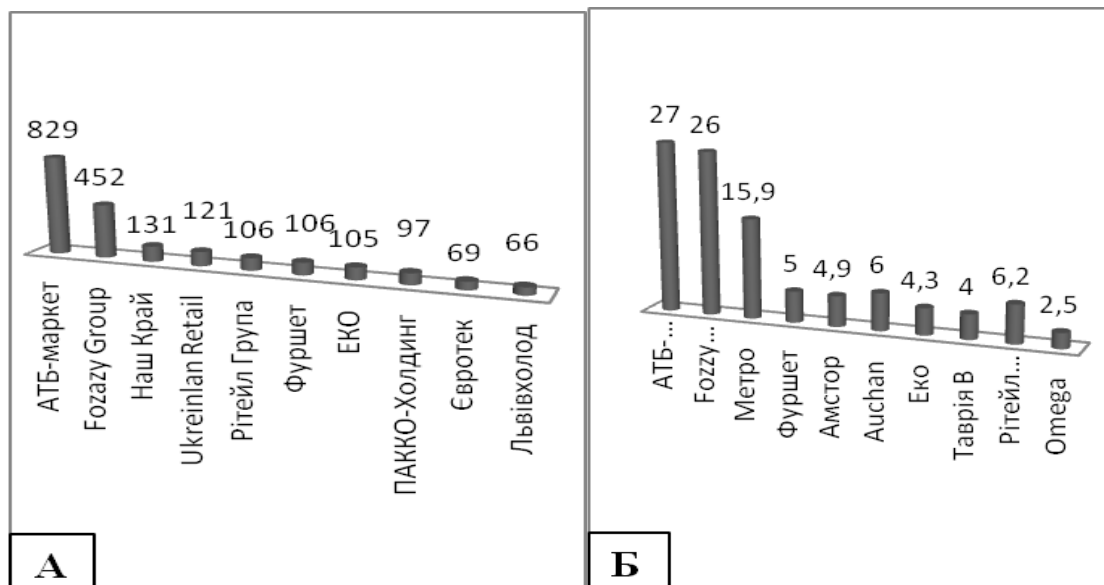 829
452
131
121
106
106
105
97
69
66
АТБ-маркет
Fozazy Group
Наш Край
Ukreinlan Retail
Рітейл Група
Фуршет
ЕКО
ПАККО-Холдинг
Євротек
Львівхолод
А
27
26
15,9
5
4,9
6
4,3
4
6,2
2,5
АТБ-...
Fozzy...
Метро
Фуршет
Амстор
Auchan
Еко
Таврія В
Рітейл...
Omega
Б